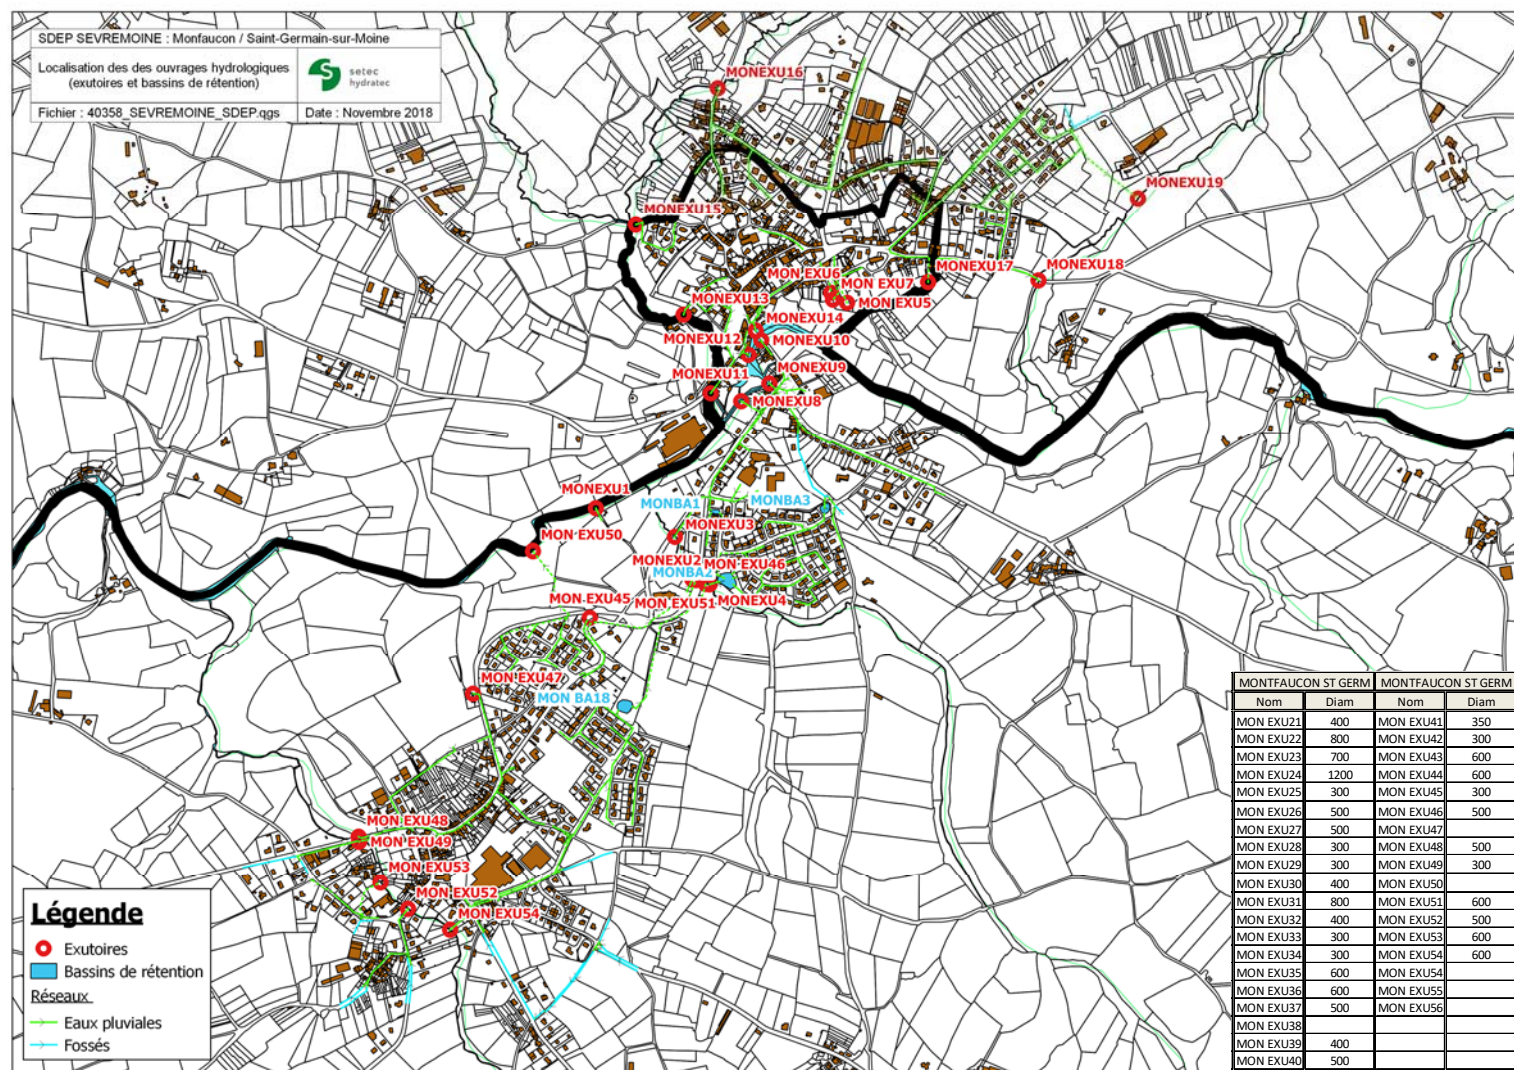 SDEP SEVREMOINE : Monfaucon / Saint-Germain-sur-Moine
Localisation des des ouvrages hydrologiques
(exutoires et bassins de rétention)
setec
hydratec
Fichier : 40358_SEVREMOINE_SDEP.qgs
Date : Novembre 2018
MONEXU16
MONEXU19
MONEXU15
MONEXU17
MONEXU18
MON EXU6
MON EXU7
MON EXU5
MONEXU13
MONEXU14
MONEXU12
MONEXU10
MONEXU11
MONEXU9
MONEXU8
MONEXU1
MONBA1
MONBA3
MON EXU50
MONEXU3
MONEXU2
MON EXU46
MONBA2
MON EXU45
MON EXU51
MONEXU4
MON EXU47
MON BA18
MON EXU48
MON EXU49
MON EXU53
MON EXU52
MON EXU54
Légende
Exutoires
Bassins de rétention
Réseaux
Eaux pluviales
Fossés
MONTFAUCON ST GERM MONTFAUCON ST GERM
Nom Diam Nom Diam
MON EXU21 400 MON EXU41 350
MON EXU22 800 MON EXU42 300
MON EXU23 700 MON EXU43 600
MON EXU24 1200 MON EXU44 600
MON EXU25 300 MON EXU45 300
MON EXU26 500 MON EXU46 500
MON EXU27 500 MON EXU47
MON EXU28 300 MON EXU48 500
MON EXU29 300 MON EXU49 300
MON EXU30 400 MON EXU50
MON EXU31 800 MON EXU51 600
MON EXU32 400 MON EXU52 500
MON EXU33 300 MON EXU53 600
MON EXU34 300 MON EXU54 600
MON EXU35 600 MON EXU54
MON EXU36 600 MON EXU55
MON EXU37 500 MON EXU56
MON EXU38
MON EXU39 400
MON EXU40 500